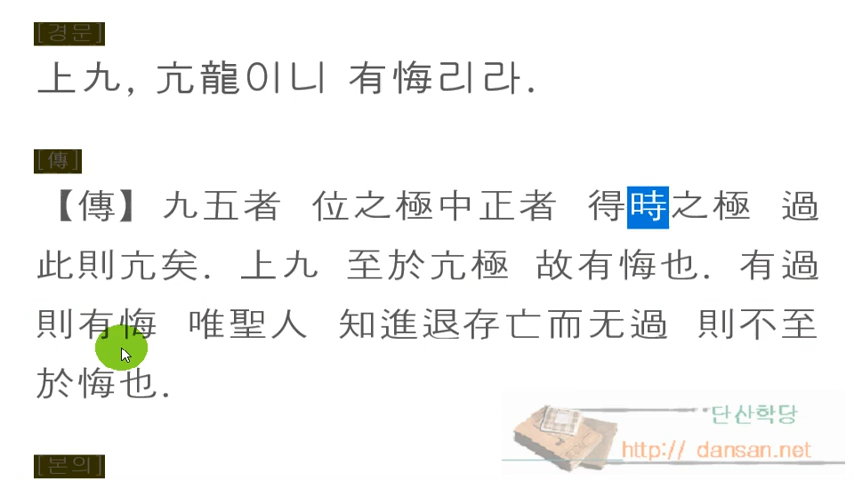 [경문]
上九, 亢龍이니 有悔리라.
[傳]
【傳】 九五者 位之極中正者 得時之極 過
此則亢矣. 上九 至於亢極 故有悔也. 有過
則有悔 唯聖人 知進退存亡而无過 則不至
於悔也.
단산학당
http:// dansan.net
[본의]